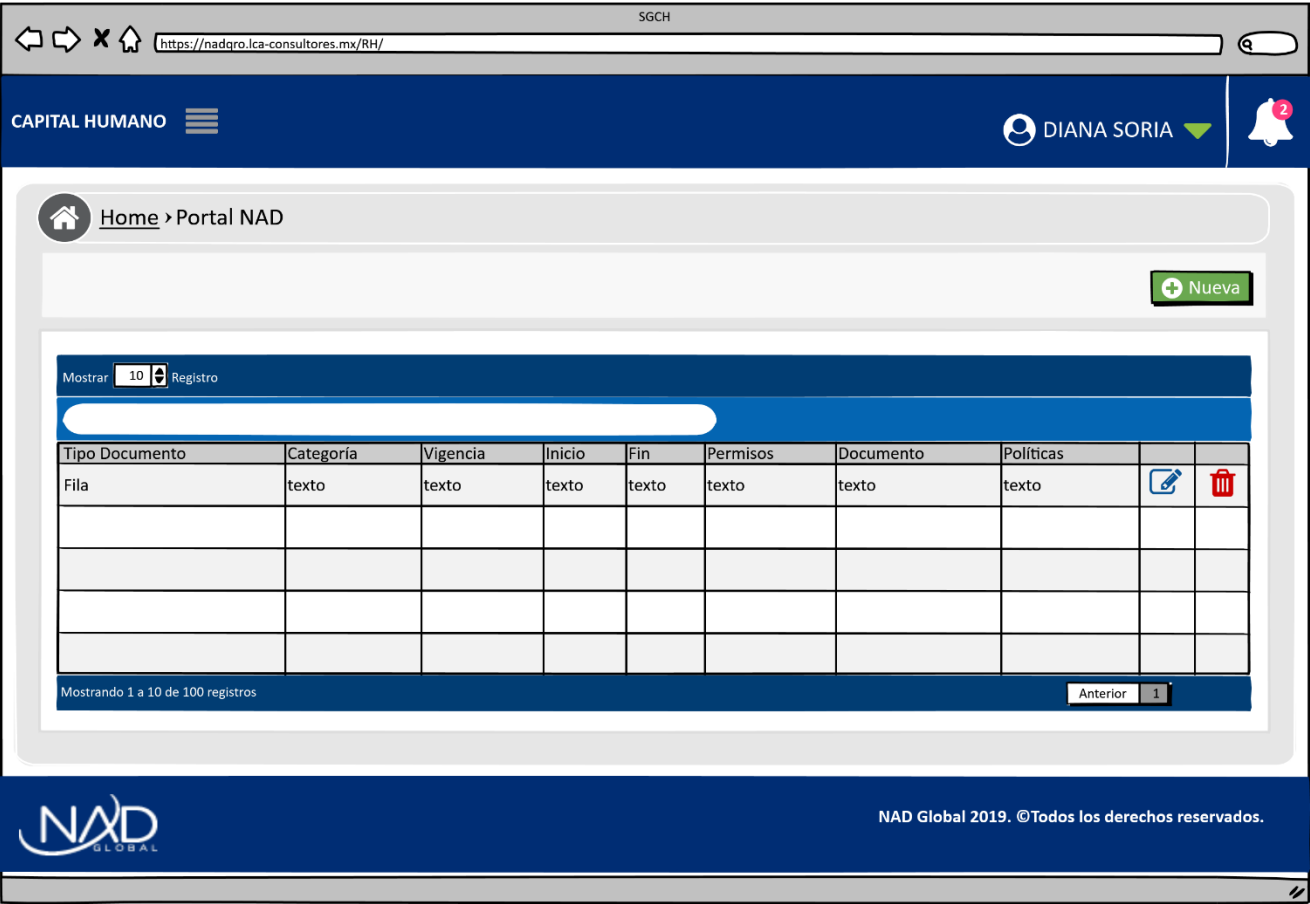 SGCH
https://nadqro.lca-consultores.mx/RH/
CAPITAL HUMANO
DIANA SORIA
2
Home › Portal NAD
Nueva
Mostrar 10 Registro
Tipo Documento Categoría Vigencia Inicio Fin Permisos Documento Políticas
Fila texto texto texto texto texto texto texto
Mostrando 1 a 10 de 100 registros
Anterior 1
NAD
GLOBAL
NAD Global 2019. ©Todos los derechos reservados.